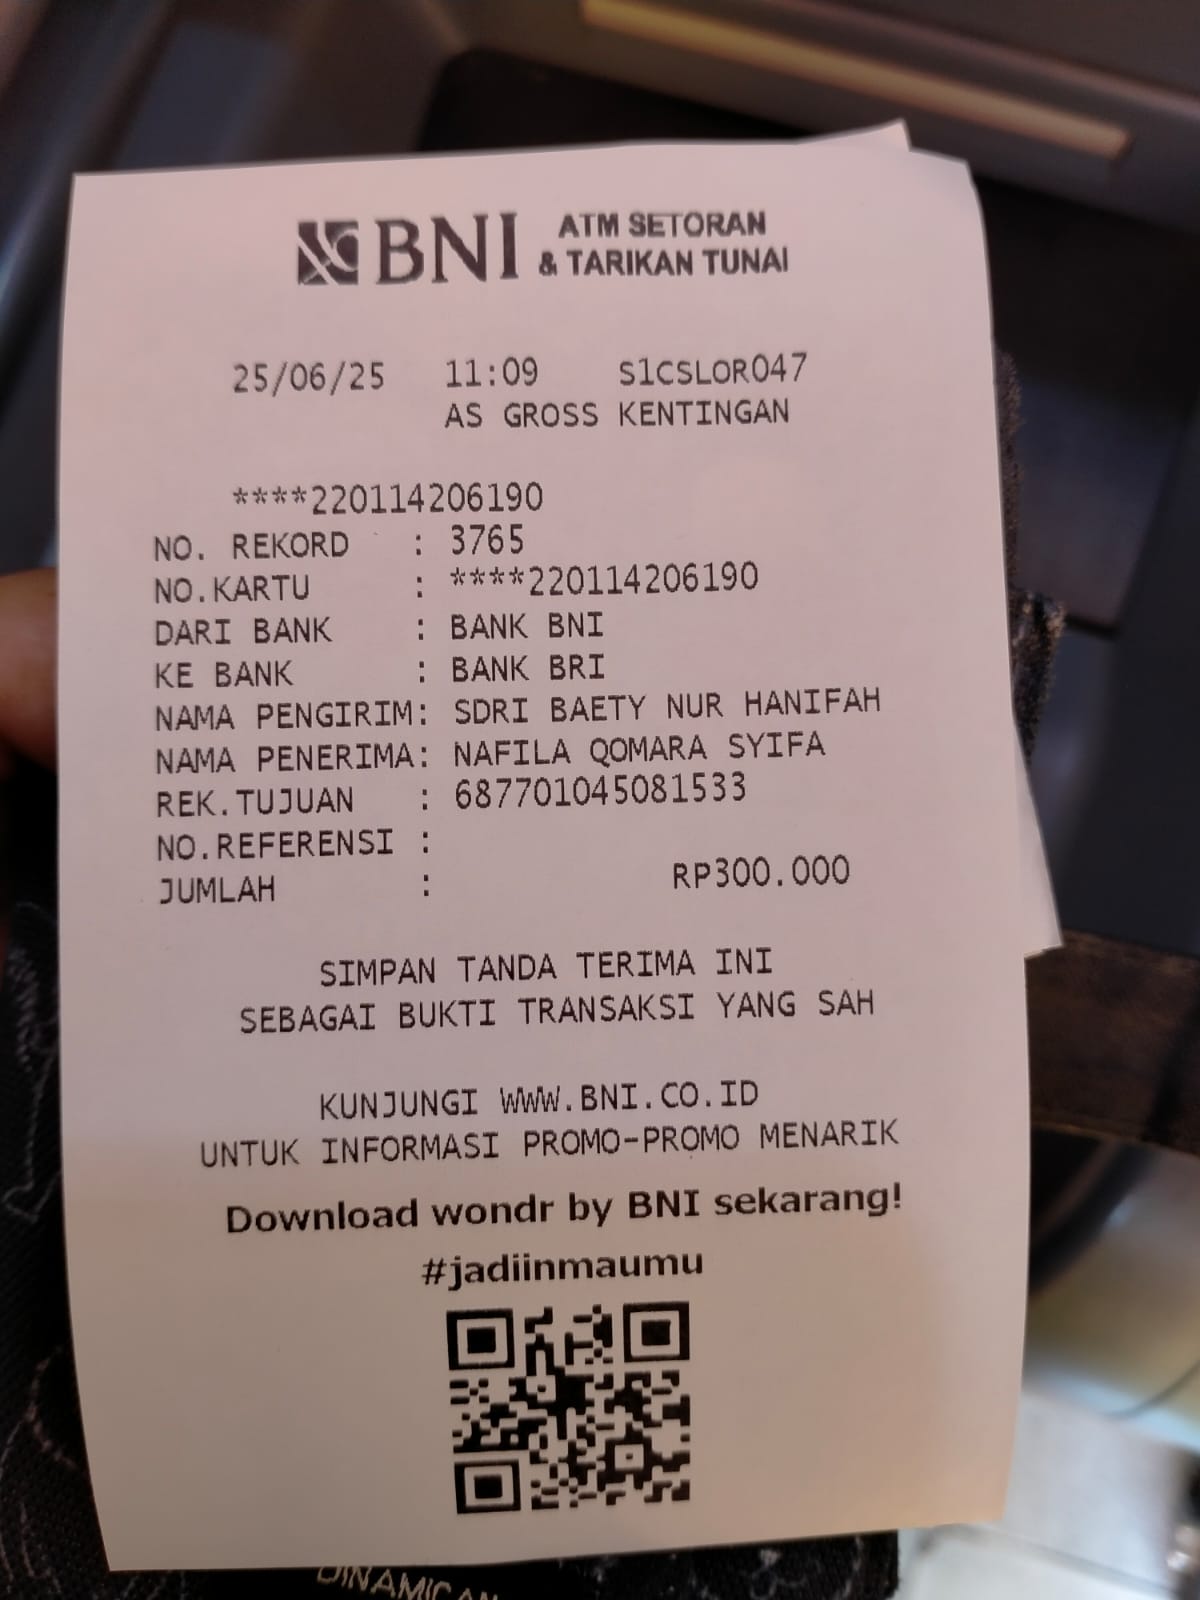 BNI ATM SETORAN
& TARIKAN TUNAI
25/06/25 11:09 S1CSLOR047
AS GROSS KENTINGAN
****220114206190
NO. REKORD : 3765
NO.KARTU : ****220114206190
DARI BANK : BANK BNI
KE BANK : BANK BRI
NAMA PENGIRIM: SDRI BAETY NUR HANIFAH
NAMA PENERIMA: NAFILA QOMARA SYIFA
REK.TUJUAN : 687701045081533
NO.REFERENSI :
JUMLAH : RP300.000
SIMPAN TANDA TERIMA INI
SEBAGAI BUKTI TRANSAKSI YANG SAH
KUNJUNGI WWW.BNI.CO.ID
UNTUK INFORMASI PROMO-PROMO MENARIK
Download wondr by BNI sekarang!
#jadiinmaumu